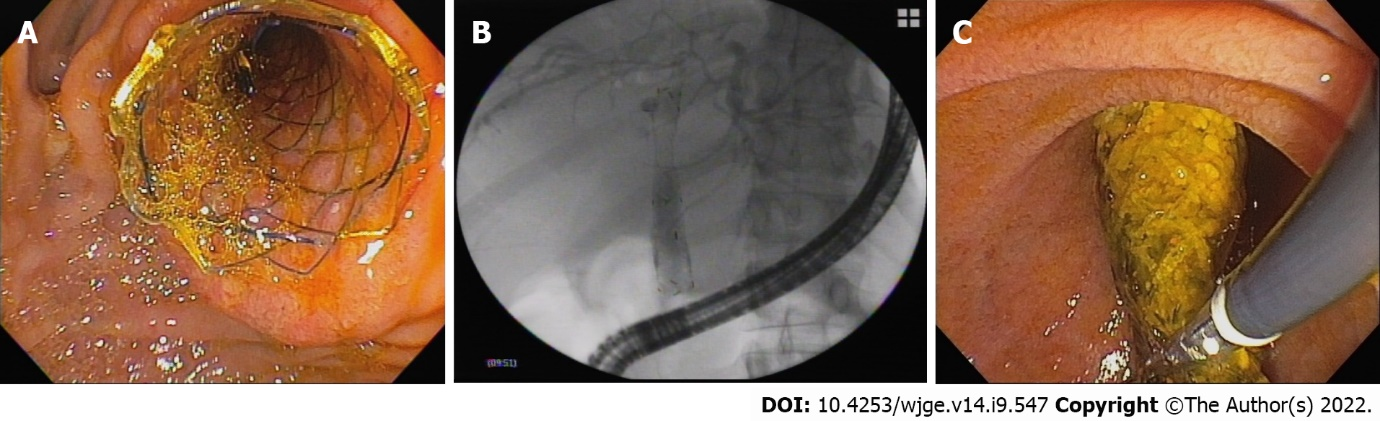 A
B
C
(09:51)
DOI: 10.4253/wjge.v14.i9.547 Copyright ©The Author(s) 2022.